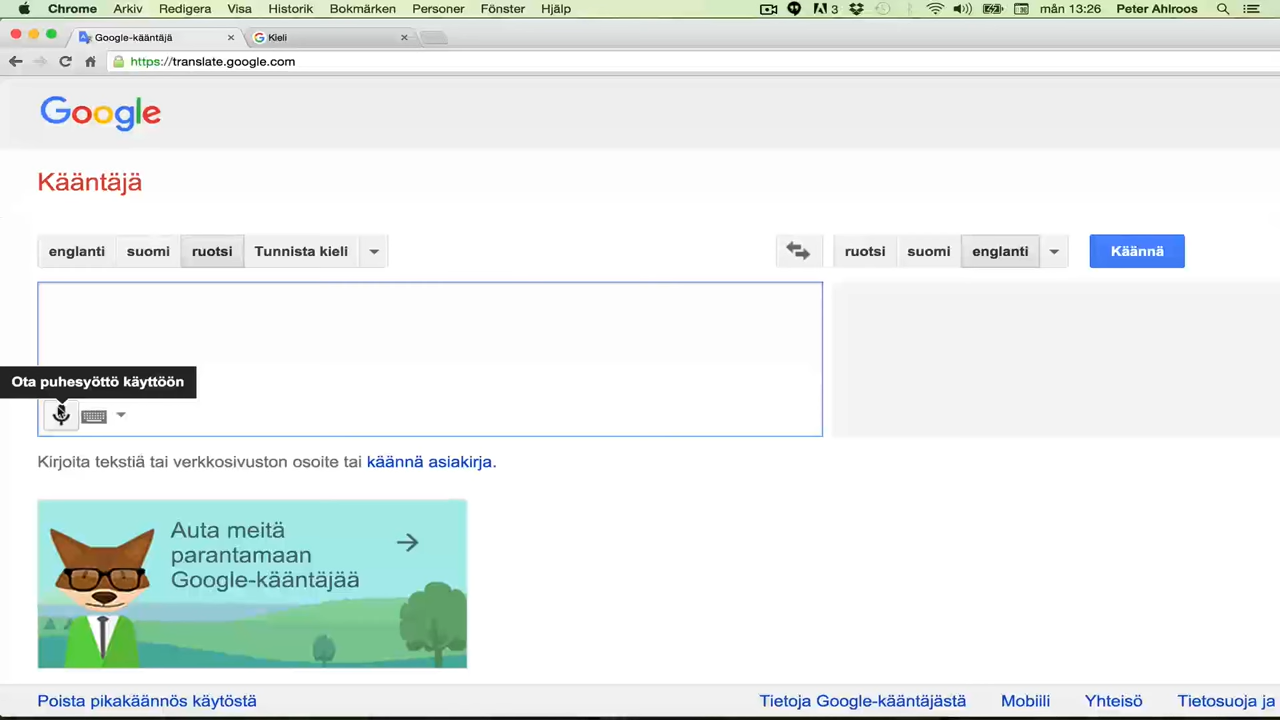 Chrome Arkiv Redigera Visa Historik Bokmärken Personer Fönster Hjälp 3 mån 13:26 Peter Ahlroos
Google-kääntäjä Kieli
https://translate.google.com
Google
Kääntäjä
englanti suomi ruotsi Tunnista kieli ruotsi suomi englanti Käännä
Ota puhesyöttö käyttöön
Kirjoita tekstiä tai verkkosivuston osoite tai käännä asiakirja.
Auta meitä
parantamaan
Google-kääntäjää
Poista pikakäännös käytöstä Tietoja Google-kääntäjästä Mobiili Yhteisö Tietosuoja ja